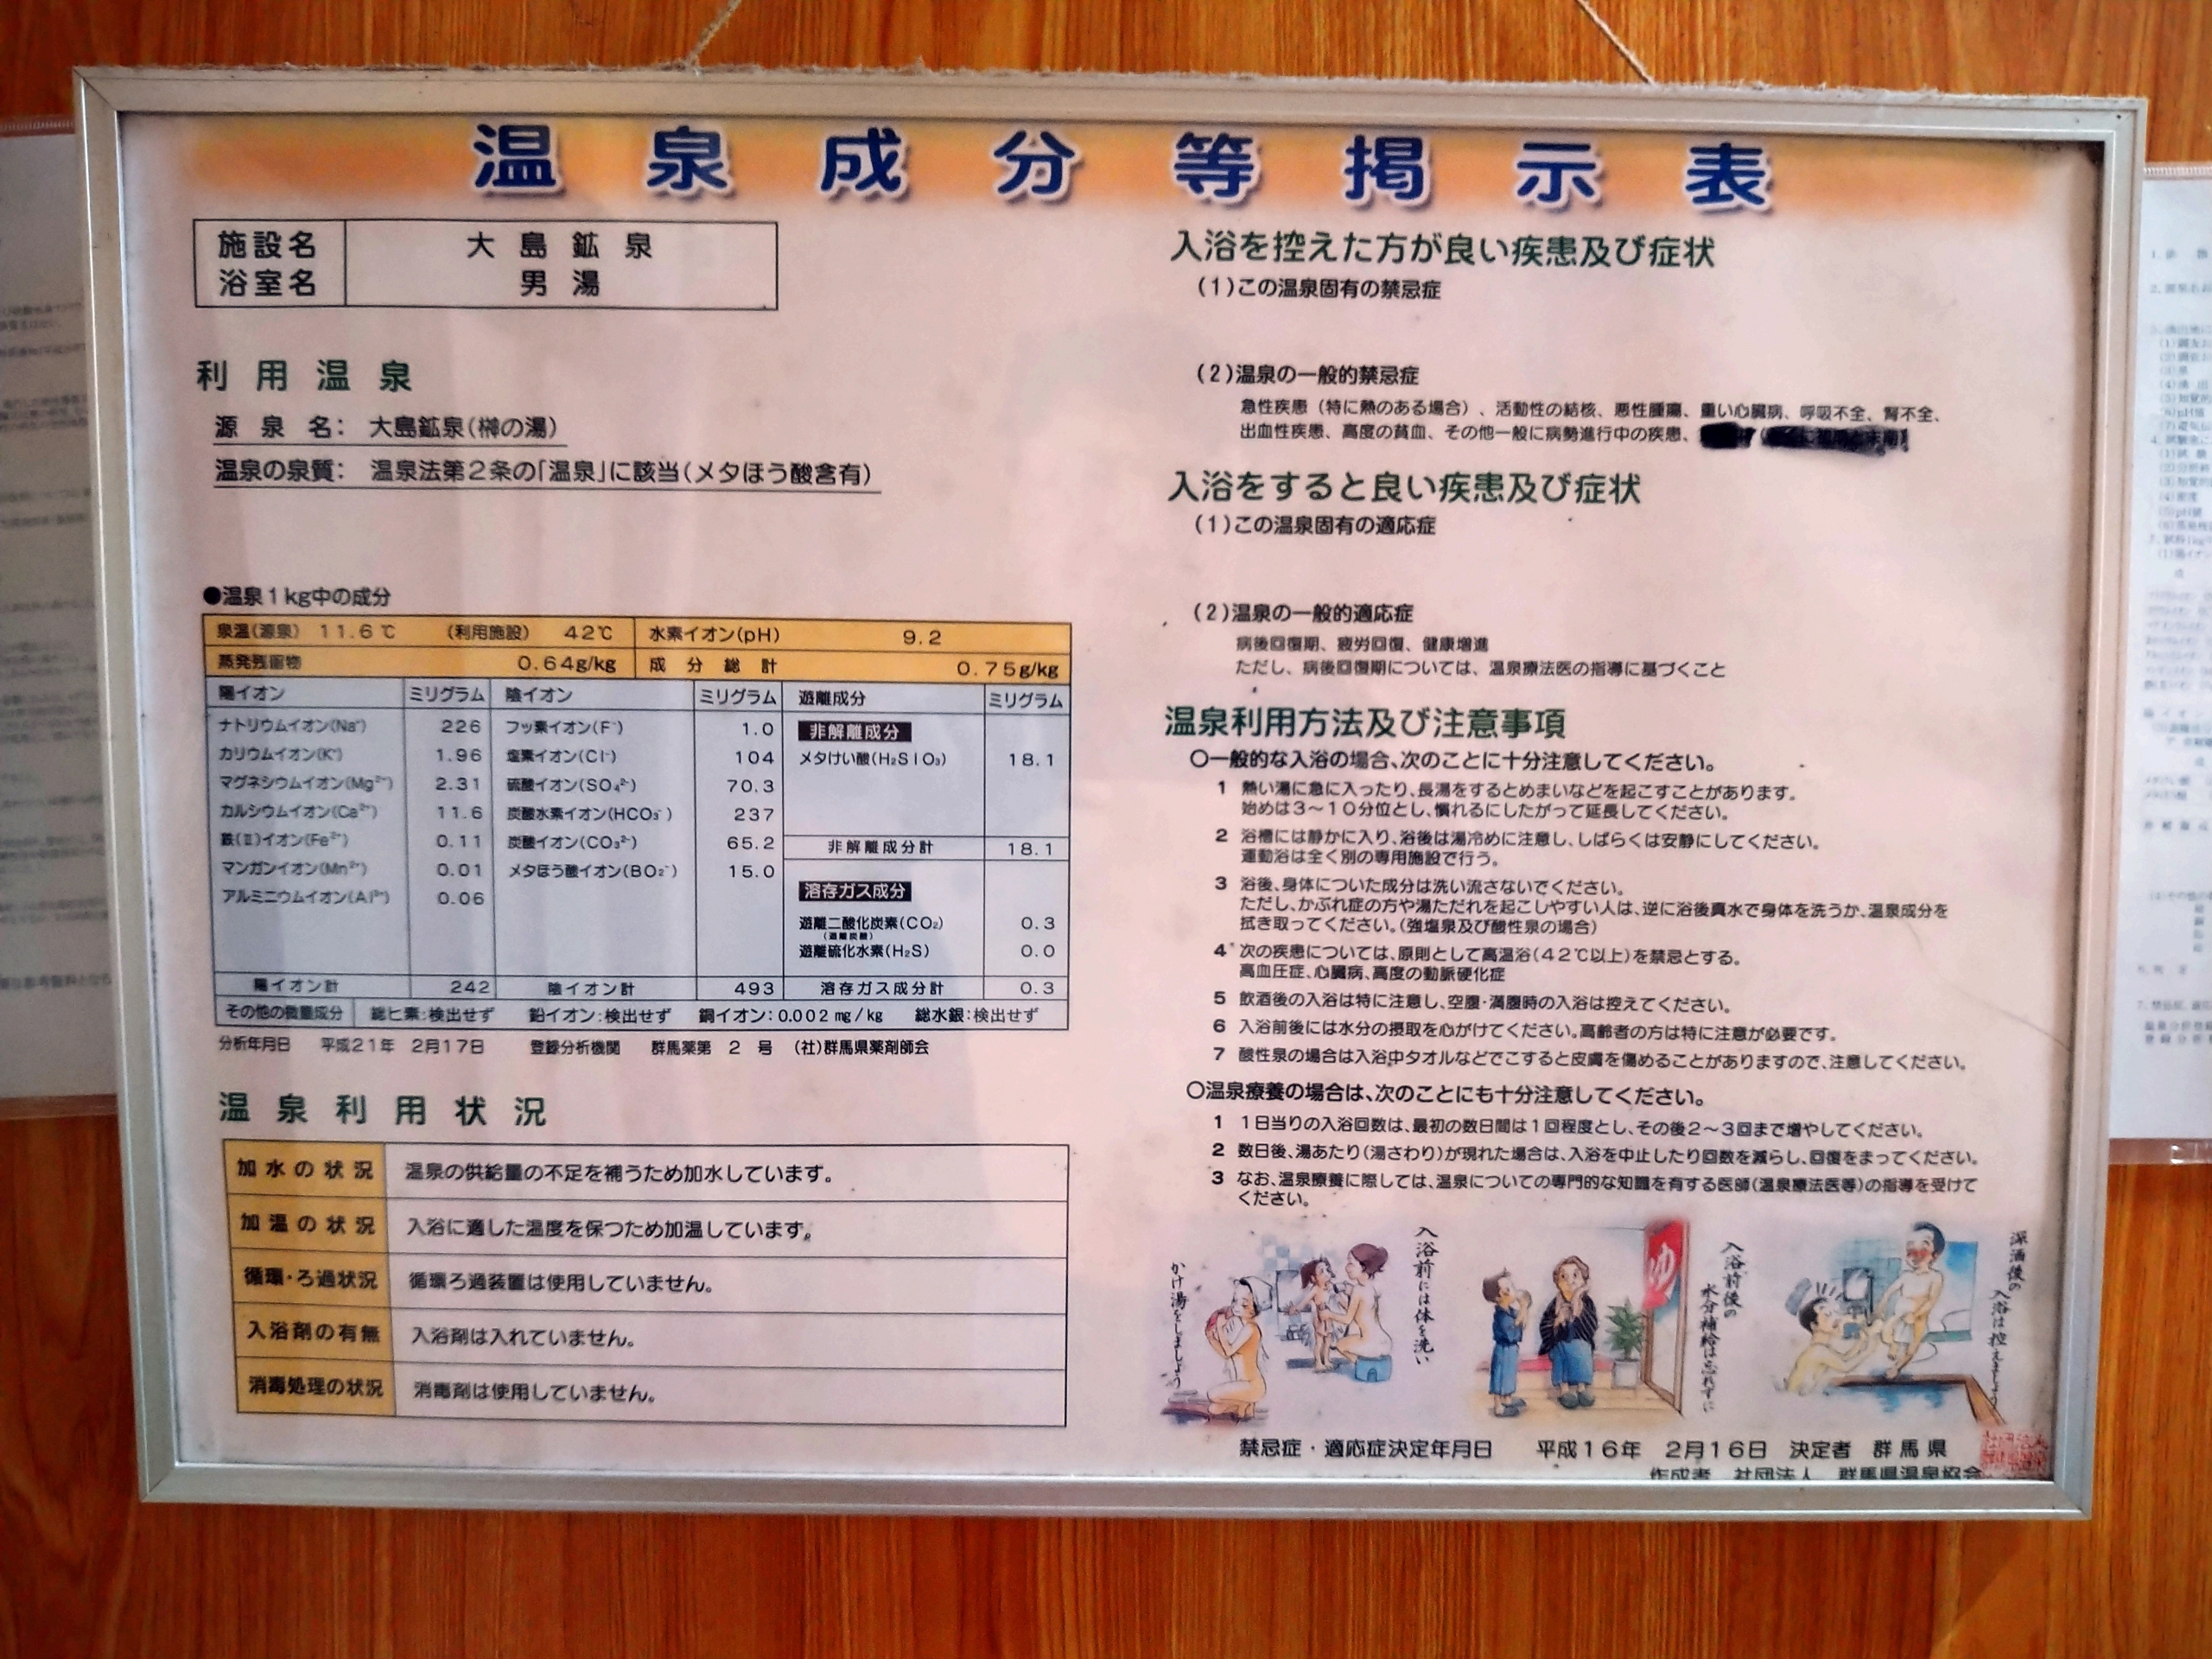 温泉成分等掲示表
施設名 大島鉱泉
浴室名 男湯
利用温泉
源泉名: 大島鉱泉(榊の湯)
温泉の泉質: 温泉法第2条の「温泉」に該当(メタほう酸含有)
●温泉1kg中の成分
泉温(源泉) 11.6℃ (利用施設) 42℃ 水素イオン(pH) 9.2
蒸発残留物 0.64g/kg 成分総計 0.75g/kg
陽イオン ミリグラム 陰イオン ミリグラム 遊離成分 ミリグラム
ナトリウムイオン(Na⁺) 226 フッ素イオン(F⁻) 1.0 非解離成分
カリウムイオン(K⁺) 1.96 塩素イオン(Cl⁻) 104 メタけい酸(H₂SIO₃) 18.1
マグネシウムイオン(Mg²⁺) 2.31 硫酸イオン(SO₄²⁻) 70.3
カルシウムイオン(Ca²⁺) 11.6 炭酸水素イオン(HCO₃⁻) 237
鉄(Ⅱ)イオン(Fe²⁺) 0.11 炭酸イオン(CO₃²⁻) 65.2 非解離成分計 18.1
マンガンイオン(Mn²⁺) 0.01 メタほう酸イオン(BO₂⁻) 15.0
アルミニウムイオン(Al³⁺) 0.06 溶存ガス成分
遊離二酸化炭素(CO₂) 0.3
(遊離炭酸)
遊離硫化水素(H₂S) 0.0
陽イオン計 242 陰イオン計 493 溶存ガス成分計 0.3
その他の微量成分 総ヒ素:検出せず 鉛イオン:検出せず 銅イオン:0.002mg/kg 総水銀:検出せず
分析年月日 平成21年 2月17日 登録分析機関 群馬薬第 2 号 (社)群馬県薬剤師会
温泉利用状況
加水の状況 温泉の供給量の不足を補うため加水しています。
加温の状況 入浴に適した温度を保つため加温しています。
循環・ろ過状況 循環ろ過装置は使用していません。
入浴剤の有無 入浴剤は入れていません。
消毒処理の状況 消毒剤は使用していません。
入浴を控えた方が良い疾患及び症状
(1)この温泉固有の禁忌症
(2)温泉の一般的禁忌症
急性疾患(特に熱のある場合)、活動性の結核、悪性腫瘍、重い心臓病、呼吸不全、腎不全、
出血性疾患、高度の貧血、その他一般に病勢進行中の疾患、
入浴をすると良い疾患及び症状
(1)この温泉固有の適応症
(2)温泉の一般的適応症
病後回復期、疲労回復、健康増進
ただし、病後回復期については、温泉療法医の指導に基づくこと
温泉利用方法及び注意事項
○一般的な入浴の場合、次のことに十分注意してください。
1 熱い湯に急に入ったり、長湯をするとめまいなどを起こすことがあります。
始めは3〜10分位とし、慣れるにしたがって延長してください。
2 浴槽には静かに入り、浴後は湯冷めに注意し、しばらくは安静にしてください。
運動浴は全く別の専用施設で行う。
3 浴後、身体についた成分は洗い流さないでください。
ただし、かぶれ症の方や湯ただれを起こしやすい人は、逆に浴後真水で身体を洗うか、温泉成分を
拭き取ってください。(強塩泉及び酸性泉の場合)
4 次の疾患については、原則として高温浴(42℃以上)を禁忌とする。
高血圧症、心臓病、高度の動脈硬化症
5 飲酒後の入浴は特に注意し、空腹・満腹時の入浴は控えてください。
6 入浴前後には水分の摂取を心がけてください。高齢者の方は特に注意が必要です。
7 酸性泉の場合は入浴中タオルなどでこすると皮膚を傷めることがありますので、注意してください。
○温泉療養の場合は、次のことにも十分注意してください。
1 1日当りの入浴回数は、最初の数日間は1回程度とし、その後2〜3回まで増やしてください。
2 数日後、湯あたり(湯さわり)が現れた場合は、入浴を中止したり回数を減らし、回復をまってください。
3 なお、温泉療養に際しては、温泉についての専門的な知識を有する医師(温泉療法医等)の指導を受けて
ください。
入浴前には体を洗い
かけ湯をしましょう
ゆ
入浴前後の
水分補給は忘れずに
深酒後の
入浴は控えましょう
禁忌症・適応症決定年月日 平成16年 2月16日 決定者 群馬県
作成者 社団法人 群馬県温泉協会